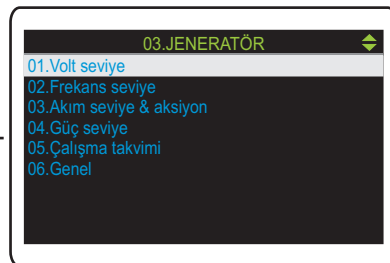 03.JENERATÖR
01.Volt seviye
02.Frekans seviye
03.Akım seviye & aksiyon
04.Güç seviye
05.Çalışma takvimi
06.Genel